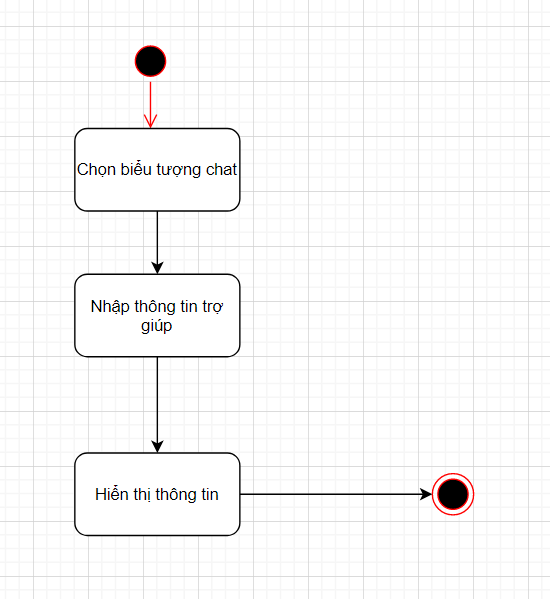 Chọn biểu tượng chat
Nhập thông tin trợ
giúp
Hiển thị thông tin